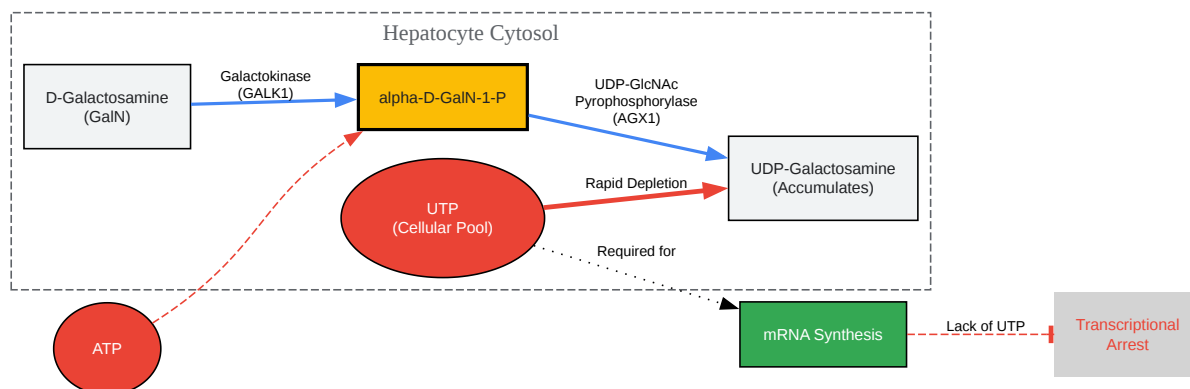 Hepatocyte Cytosol
D-Galactosamine
(GalN)
Galactokinase
(GALK1)
alpha-D-GalN-1-P
UDP-GlcNAc
Pyrophosphorylase
(AGX1)
UDP-Galactosamine
(Accumulates)
Rapid Depletion
UTP
(Cellular Pool)
Required for
ATP
mRNA Synthesis
Lack of UTP
Transcriptional
Arrest